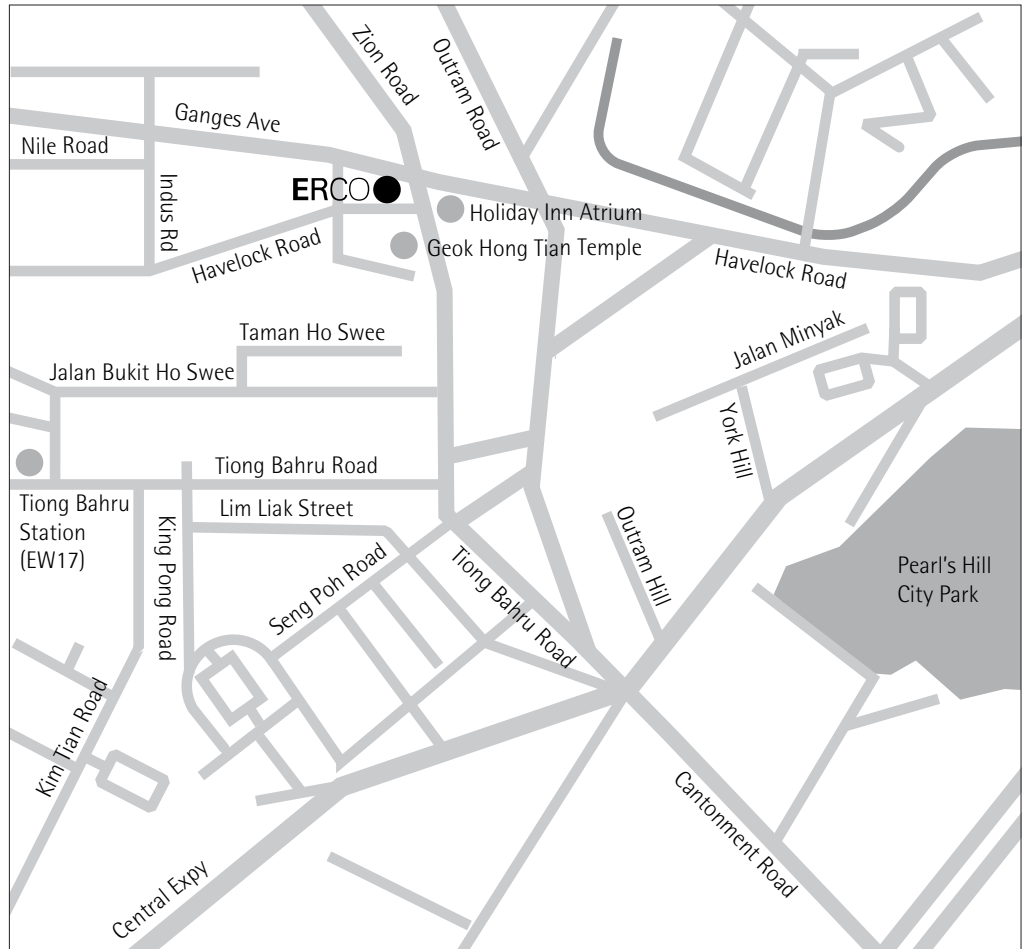 Zion Road
Outram Road
Ganges Ave
Nile Road
Indus Rd
ERCO
Holiday Inn Atrium
Geok Hong Tian Temple
Havelock Road
Havelock Road
Taman Ho Swee
Jalan Minyak
Jalan Bukit Ho Swee
York Hill
Tiong Bahru Road
Tiong Bahru
Station
(EW17)
Lim Liak Street
King Pong Road
Seng Poh Road
Tiong Bahru Road
Outram Hill
Pearl's Hill
City Park
Kim Tian Road
Central Expy
Cantonment Road